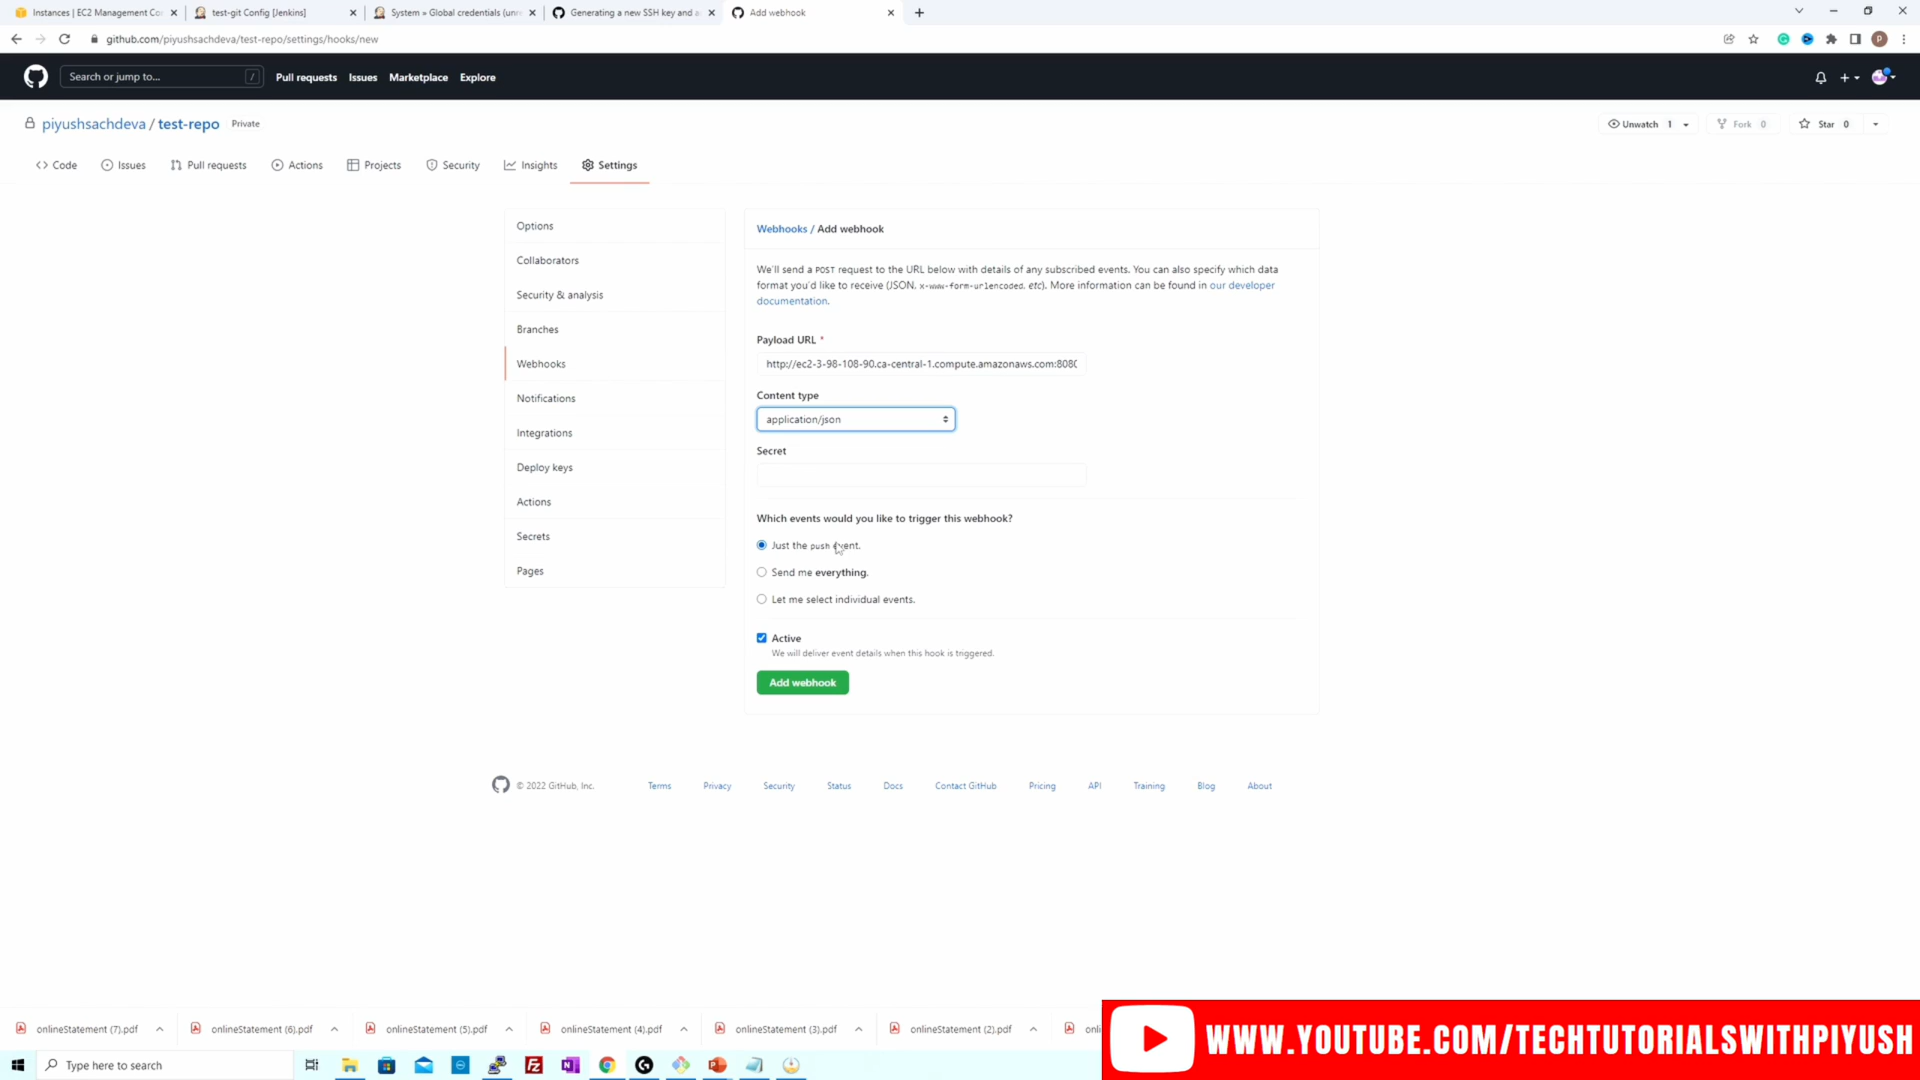 Instances | EC2 Management Co
test-git Config [Jenkins]
System » Global credentials (unr
Generating a new SSH key and a
Add webhook
github.com/piyushsachdeva/test-repo/settings/hooks/new
Search or jump to...
/
Pull requests
Issues
Marketplace
Explore
piyushsachdeva / test-repo
Private
Unwatch 1
Fork 0
Star 0
<> Code
Issues
Pull requests
Actions
Projects
Security
Insights
Settings
Options
Collaborators
Security & analysis
Branches
Webhooks
Notifications
Integrations
Deploy keys
Actions
Secrets
Pages
Webhooks / Add webhook
We'll send a POST request to the URL below with details of any subscribed events. You can also specify which data
format you'd like to receive (JSON, x-www-form-urlencoded, etc). More information can be found in our developer
documentation.
Payload URL *
http://ec2-3-98-108-90.ca-central-1.compute.amazonaws.com:8080
Content type
application/json
Secret
Which events would you like to trigger this webhook?
Just the push event.
Send me everything.
Let me select individual events.
Active
We will deliver event details when this hook is triggered.
Add webhook
© 2022 GitHub, Inc.
Terms
Privacy
Security
Status
Docs
Contact GitHub
Pricing
API
Training
Blog
About
onlineStatement (7).pdf
onlineStatement (6).pdf
onlineStatement (5).pdf
onlineStatement (4).pdf
onlineStatement (3).pdf
onlineStatement (2).pdf
onli
WWW.YOUTUBE.COM/TECHTUTORIALSWITHPIYUSH
Type here to search